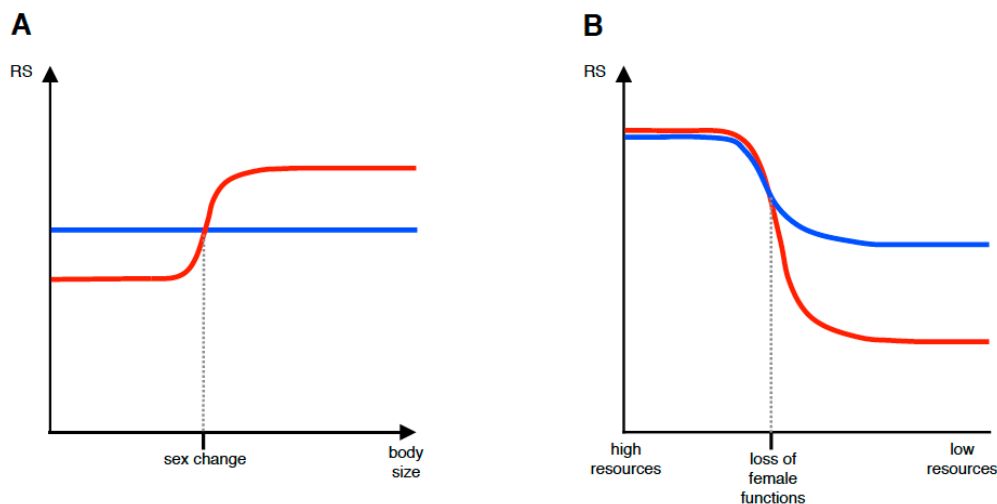 A
RS
sex change
body
size
B
RS
high
resources
loss of
female
functions
low
resources